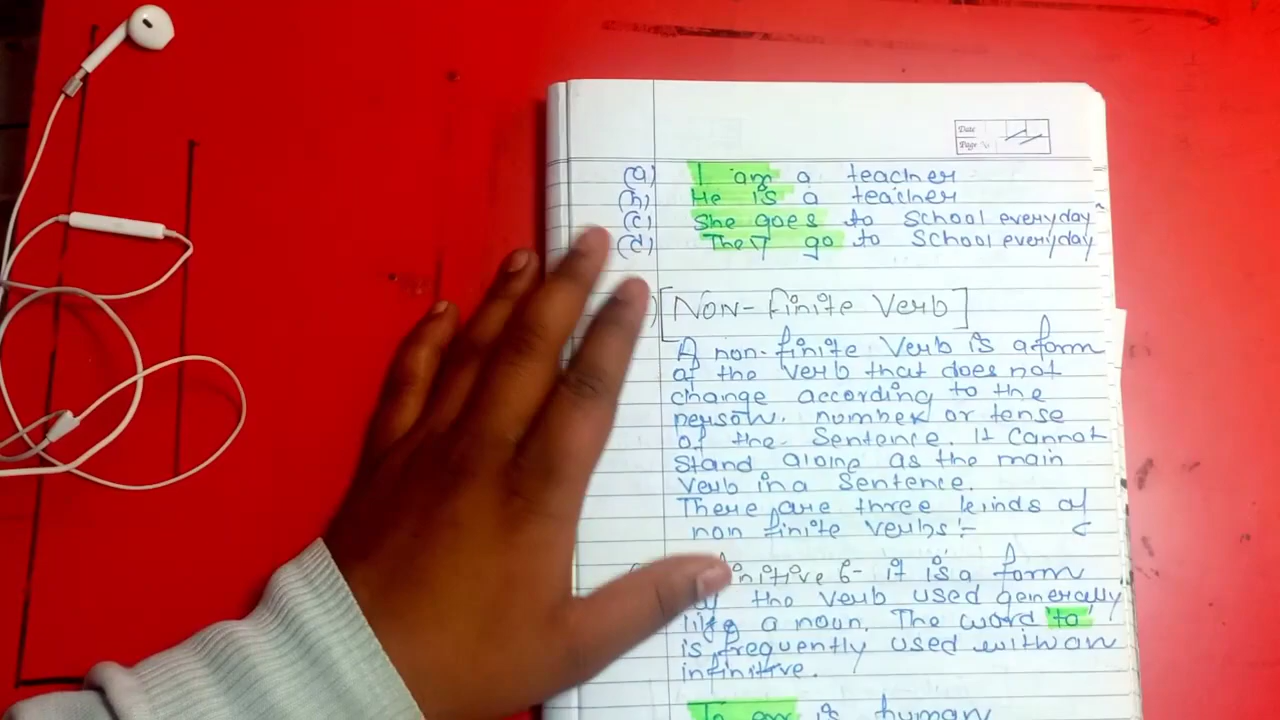 Date
Page No
(a) I am a teacher
(b) He is a teacher
(c) She goes to School everyday
(d) They go to School everyday
[Non-finite Verb]
A non-finite Verb is a form
of the verb that does not
change according to the
person, number or tense
of the Sentence. It cannot
stand alone as the main
verb in a Sentence.
There are three kinds of
non finite verbs:-
it is a form
of the verb used generally
like a noun. The word 'to'
is frequently used with an
infinitive.
To err is human